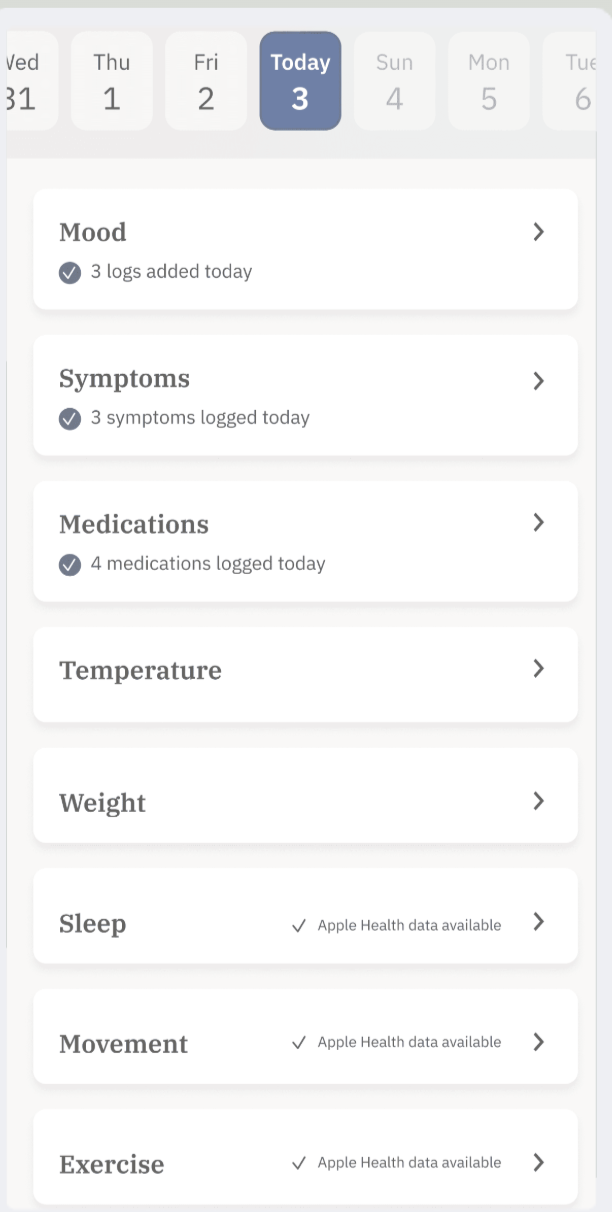 Wed Thu Fri Today Sun Mon Tue
31 1 2 3 4 5 6
Mood
3 logs added today
Symptoms
3 symptoms logged today
Medications
4 medications logged today
Temperature
Weight
Sleep Apple Health data available
Movement Apple Health data available
Exercise Apple Health data available